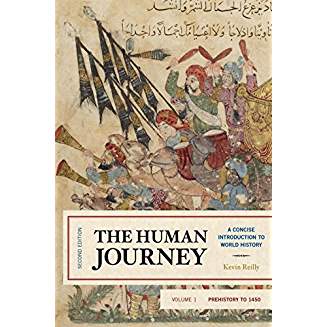 SECOND EDITION
THE HUMAN
JOURNEY
A CONCISE
INTRODUCTION TO
WORLD HISTORY
Kevin Reilly
VOLUME 1 PREHISTORY TO 1450